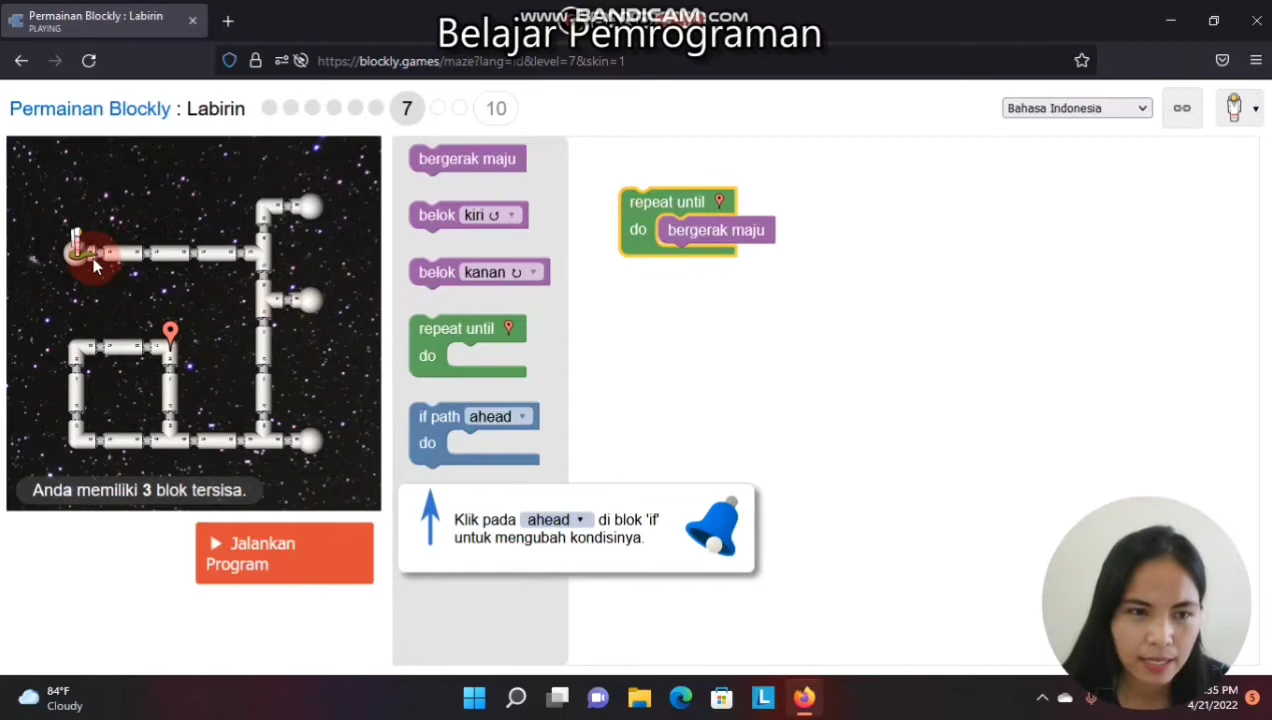 Permainan Blockly : Labirin
PLAYING
www.BANDICAM.com
Belajar Pemrograman
https://blockly.games/maze?lang=id&level=7&skin=1
Permainan Blockly : Labirin
7
10
Bahasa Indonesia
bergerak maju
belok kiri ↺
belok kanan ↻
repeat until
do
if path ahead
do
repeat until
do bergerak maju
Anda memiliki 3 blok tersisa.
Jalankan
Program
Klik pada ahead di blok 'if'
untuk mengubah kondisinya.
84°F
Cloudy
L
:35 PM
4/21/2022
5